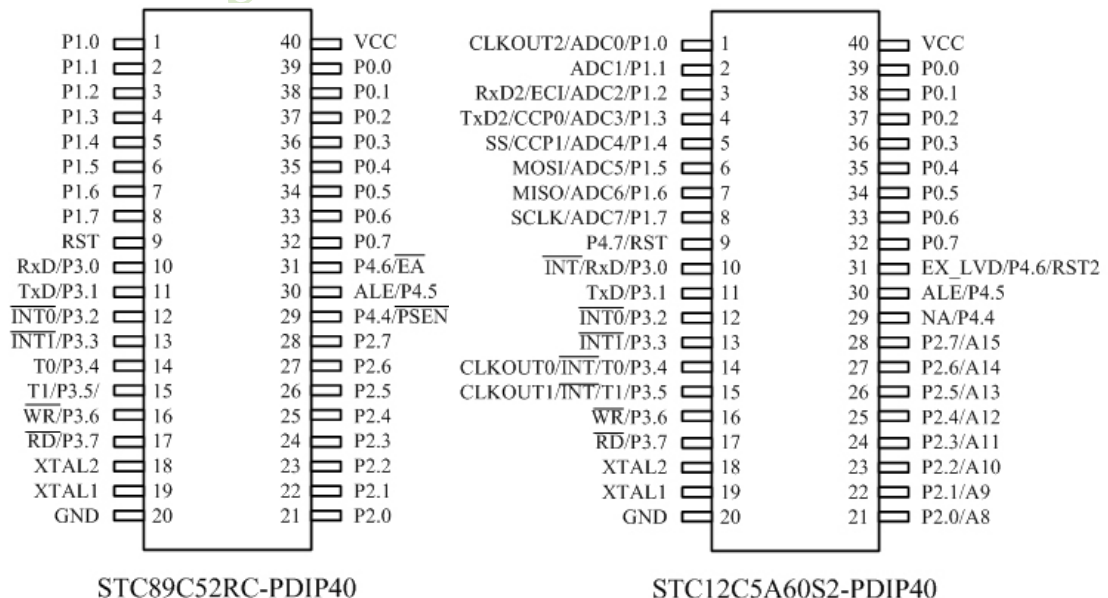 P1.0 1 40 VCC
P1.1 2 39 P0.0
P1.2 3 38 P0.1
P1.3 4 37 P0.2
P1.4 5 36 P0.3
P1.5 6 35 P0.4
P1.6 7 34 P0.5
P1.7 8 33 P0.6
RST 9 32 P0.7
RxD/P3.0 10 31 P4.6/EA
TxD/P3.1 11 30 ALE/P4.5
INT0/P3.2 12 29 P4.4/PSEN
INT1/P3.3 13 28 P2.7
T0/P3.4 14 27 P2.6
T1/P3.5/ 15 26 P2.5
WR/P3.6 16 25 P2.4
RD/P3.7 17 24 P2.3
XTAL2 18 23 P2.2
XTAL1 19 22 P2.1
GND 20 21 P2.0
STC89C52RC-PDIP40
CLKOUT2/ADC0/P1.0 1 40 VCC
ADC1/P1.1 2 39 P0.0
RxD2/ECI/ADC2/P1.2 3 38 P0.1
TxD2/CCP0/ADC3/P1.3 4 37 P0.2
SS/CCP1/ADC4/P1.4 5 36 P0.3
MOSI/ADC5/P1.5 6 35 P0.4
MISO/ADC6/P1.6 7 34 P0.5
SCLK/ADC7/P1.7 8 33 P0.6
P4.7/RST 9 32 P0.7
INT/RxD/P3.0 10 31 EX_LVD/P4.6/RST2
TxD/P3.1 11 30 ALE/P4.5
INT0/P3.2 12 29 NA/P4.4
INT1/P3.3 13 28 P2.7/A15
CLKOUT0/INT/T0/P3.4 14 27 P2.6/A14
CLKOUT1/INT/T1/P3.5 15 26 P2.5/A13
WR/P3.6 16 25 P2.4/A12
RD/P3.7 17 24 P2.3/A11
XTAL2 18 23 P2.2/A10
XTAL1 19 22 P2.1/A9
GND 20 21 P2.0/A8
STC12C5A60S2-PDIP40